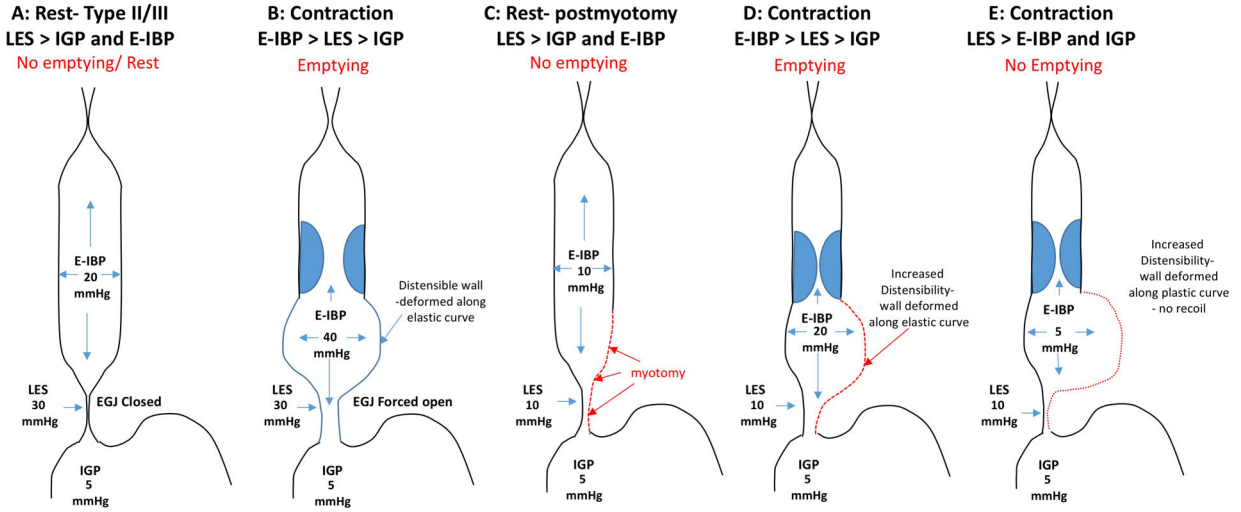 A: Rest- Type II/III
LES > IGP and E-IBP
No emptying/ Rest
E-IBP
20
mmHg
LES
30
mmHg
EGJ Closed
IGP
5
mmHg
B: Contraction
E-IBP > LES > IGP
Emptying
Distensible wall
-deformed along
elastic curve
E-IBP
40
mmHg
LES
30
mmHg
EGJ Forced open
IGP
5
mmHg
C: Rest- postmyotomy
LES > IGP and E-IBP
No emptying
E-IBP
10
mmHg
myotomy
LES
10
mmHg
IGP
5
mmHg
D: Contraction
E-IBP > LES > IGP
Emptying
Increased
Distensibility-
wall deformed
along elastic curve
E-IBP
20
mmHg
LES
10
mmHg
IGP
5
mmHg
E: Contraction
LES > E-IBP and IGP
No Emptying
Increased
Distensibility-
wall deformed
along plastic curve
- no recoil
E-IBP
5
mmHg
LES
10
mmHg
IGP
5
mmHg